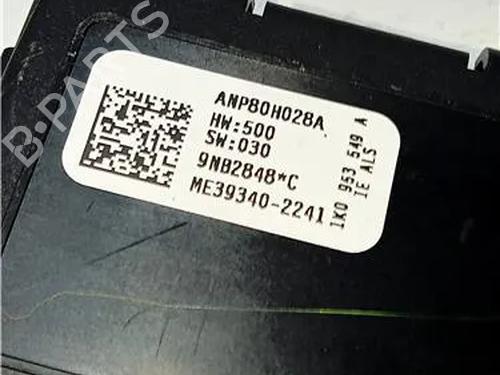 ANP80H028A
HW:500
SW:030
9NB2848*C
ME39340-2241
1K0 953 549 A
IE ALS
B-PARTS